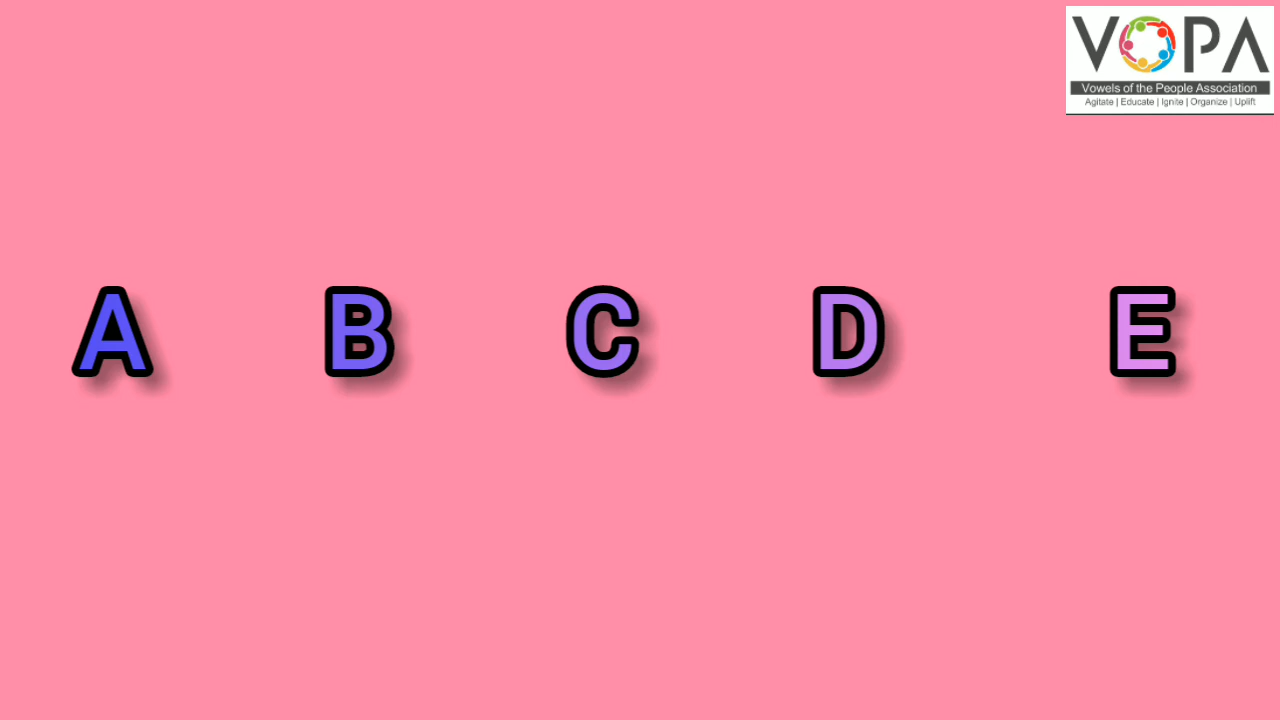 VOPA
Vowels of the People Association
Agitate | Educate | Ignite | Organize | Uplift
A B C D E